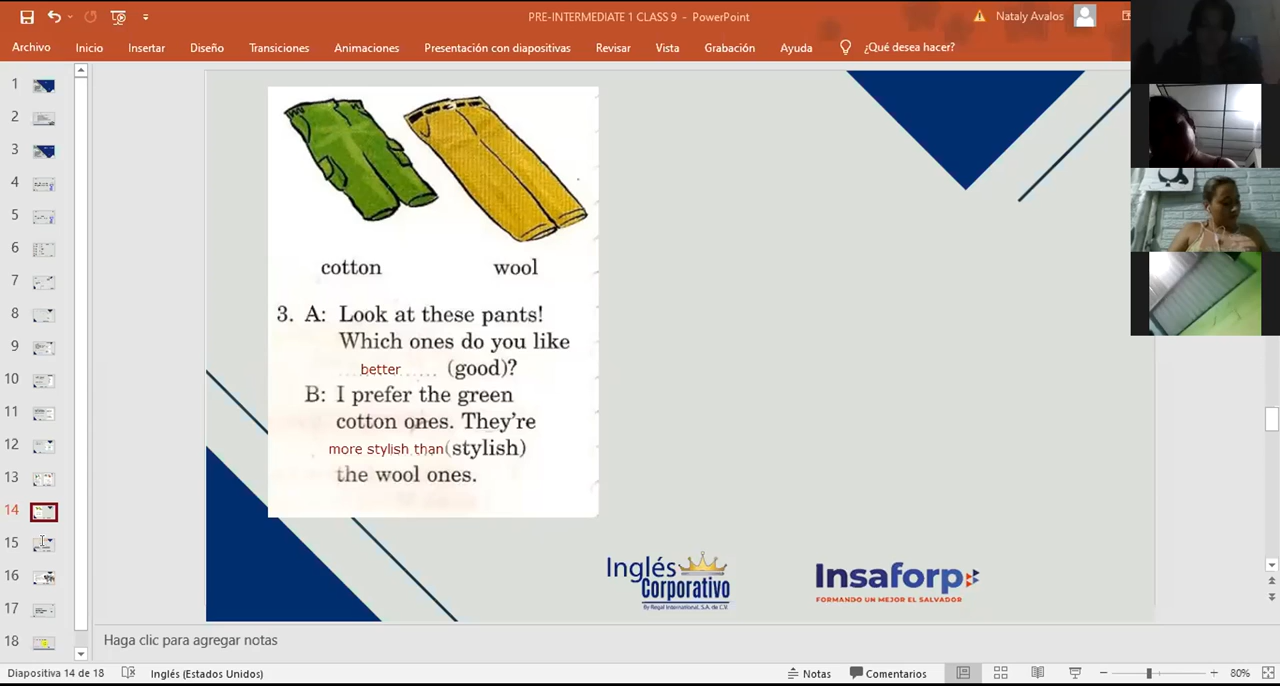 PRE-INTERMEDIATE 1 CLASS 9 - PowerPoint
Nataly Avalos
Archivo Inicio Insertar Diseño Transiciones Animaciones Presentación con diapositivas Revisar Vista Grabación Ayuda ¿Qué desea hacer?
1
2
3
4
5
6
7
8
9
10
11
12
13
14
15
16
17
18
cotton wool
3. A: Look at these pants!
Which ones do you like
better (good)?
B: I prefer the green
cotton ones. They're
more stylish than (stylish)
the wool ones.
Inglés
Corporativo
By Regal International, S.A. de C.V.
Insaforp
FORMANDO UN MEJOR EL SALVADOR
Haga clic para agregar notas
Diapositiva 14 de 18 Inglés (Estados Unidos) Notas Comentarios 80%